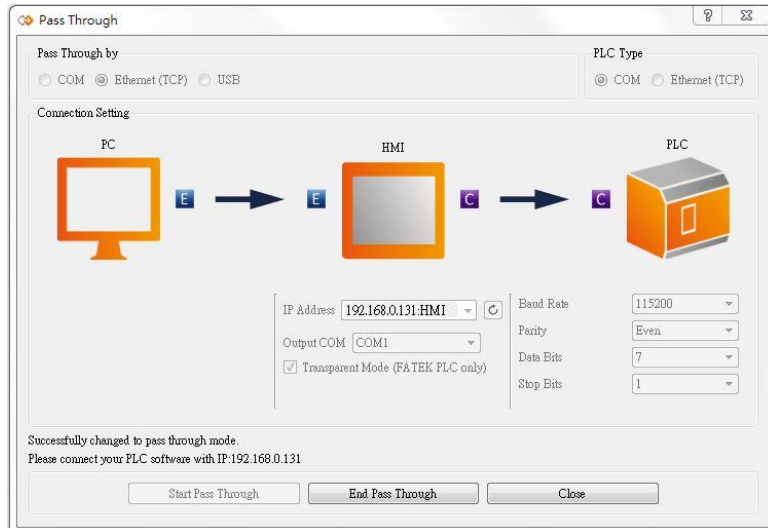 Pass Through
Pass Through by
COM Ethernet (TCP) USB
PLC Type
COM Ethernet (TCP)
Connection Setting
PC
HMI
PLC
E
E
C
C
IP Address 192.168.0.131:HMI
Output COM COM1
Transparent Mode (FATEK PLC only)
Baud Rate 115200
Parity Even
Data Bits 7
Stop Bits 1
Successfully changed to pass through mode.
Please connect your PLC software with IP:192.168.0.131
Start Pass Through End Pass Through Close